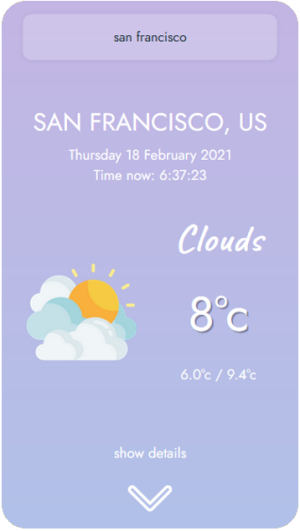 san francisco
SAN FRANCISCO, US
Thursday 18 February 2021
Time now: 6:37:23
Clouds
8°c
6.0°c / 9.4°c
show details